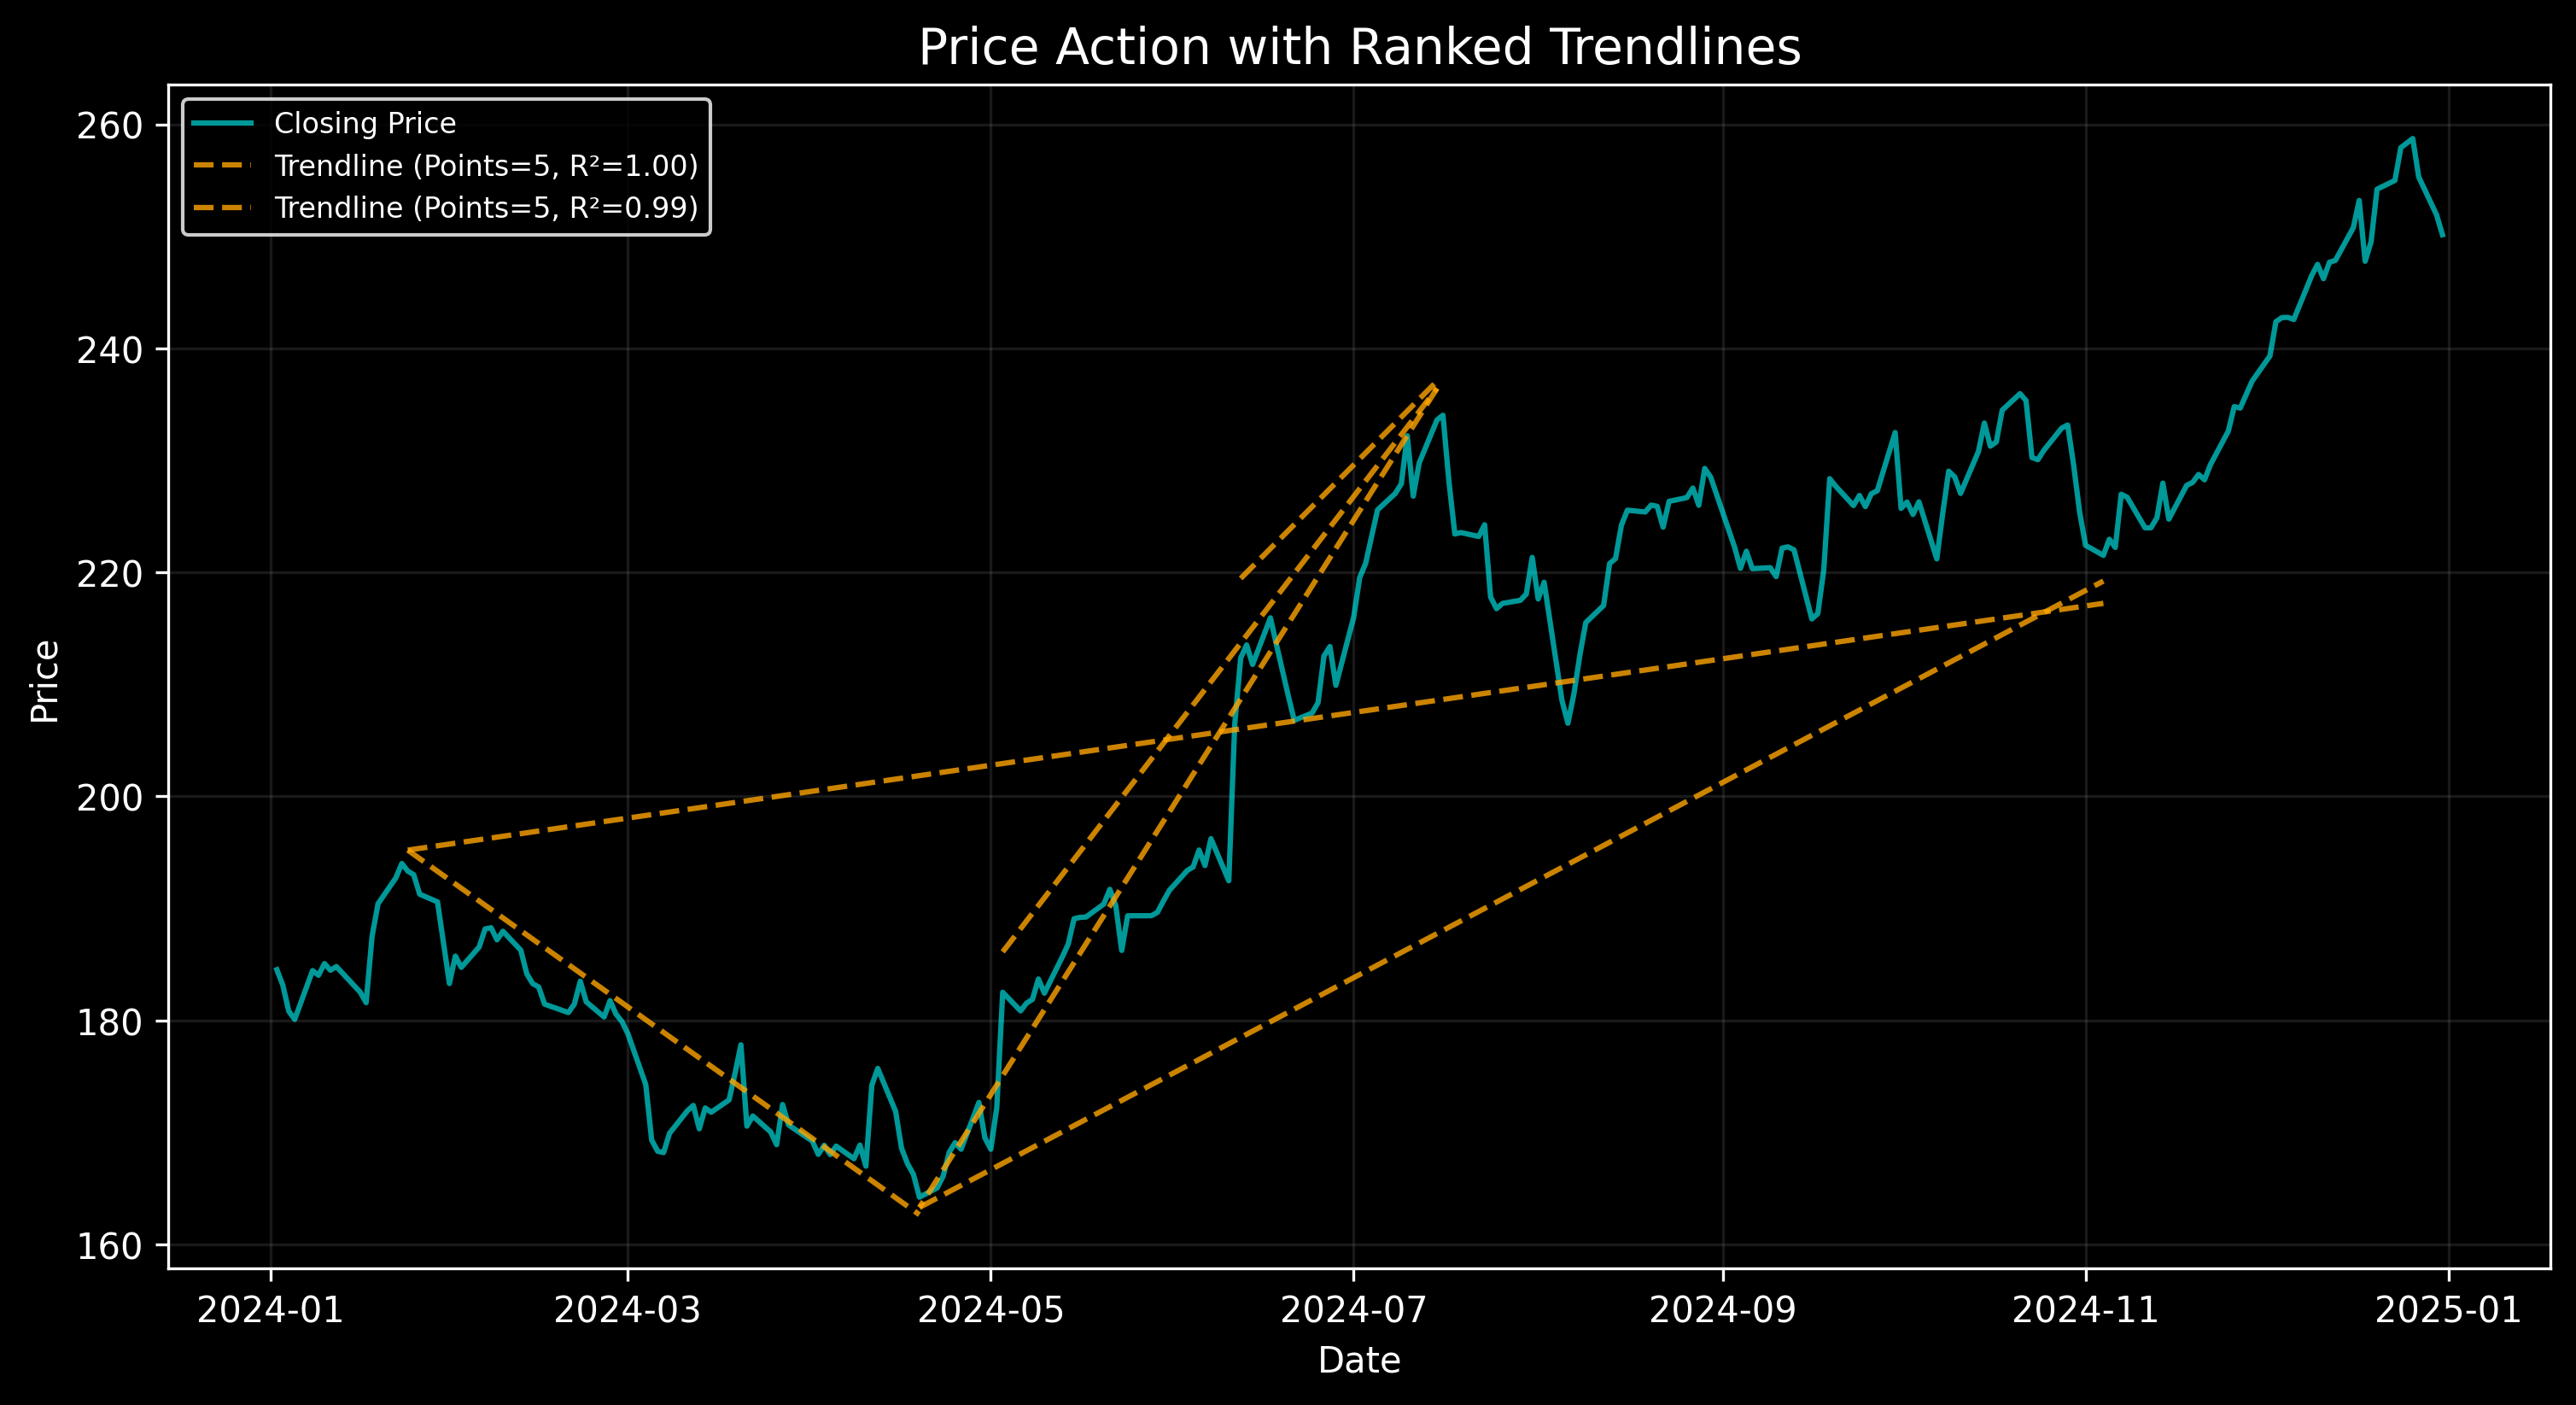 Price Action with Ranked Trendlines
Closing Price
Trendline (Points=5, R²=1.00)
Trendline (Points=5, R²=0.99)
260
240
220
200
180
160
Price
2024-01 2024-03 2024-05 2024-07 2024-09 2024-11 2025-01
Date